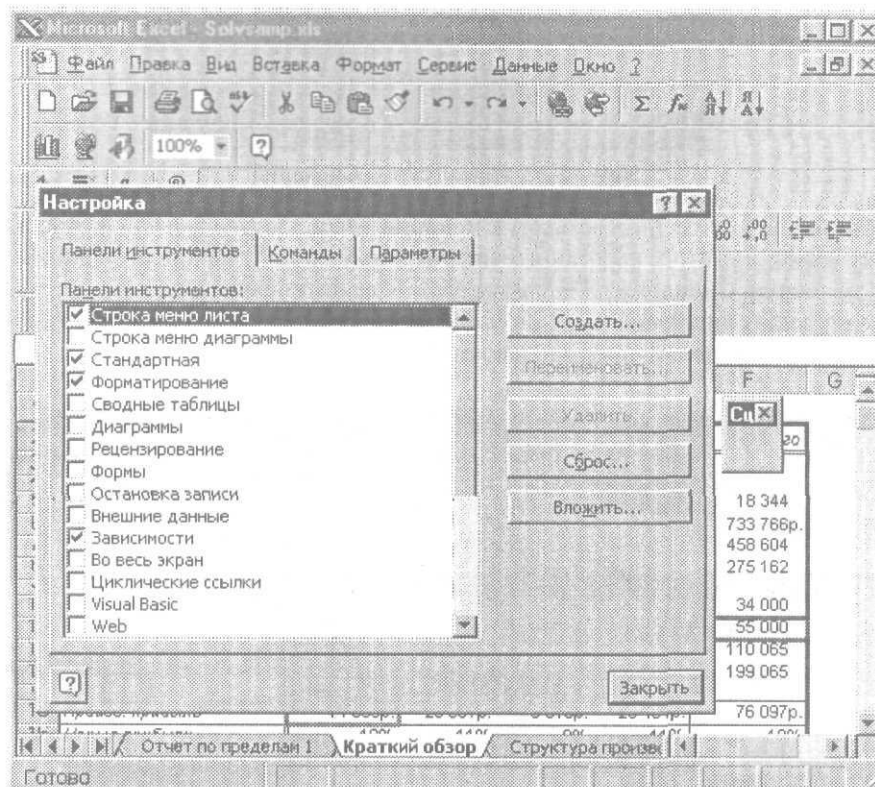 Microsoft Excel - Solvsamp.xls
Файл Правка Вид Вставка Формат Сервис Данные Окно ?
100%
Настройка
Панели инструментов Команды Параметры
Панели инструментов:
Строка меню листа
Строка меню диаграммы
Стандартная
Форматирование
Сводные таблицы
Диаграммы
Рецензирование
Формы
Остановка записи
Внешние данные
Зависимости
Во весь экран
Циклические ссылки
Visual Basic
Web
Создать...
Переименовать...
Удалить
Сброс...
Вложить...
Закрыть
F G
Сц
го
18 344
733 766р.
458 604
275 162
34 000
55 000
110 065
199 065
76 097р.
Отчет по пределам 1 Краткий обзор Структура произво
Готово